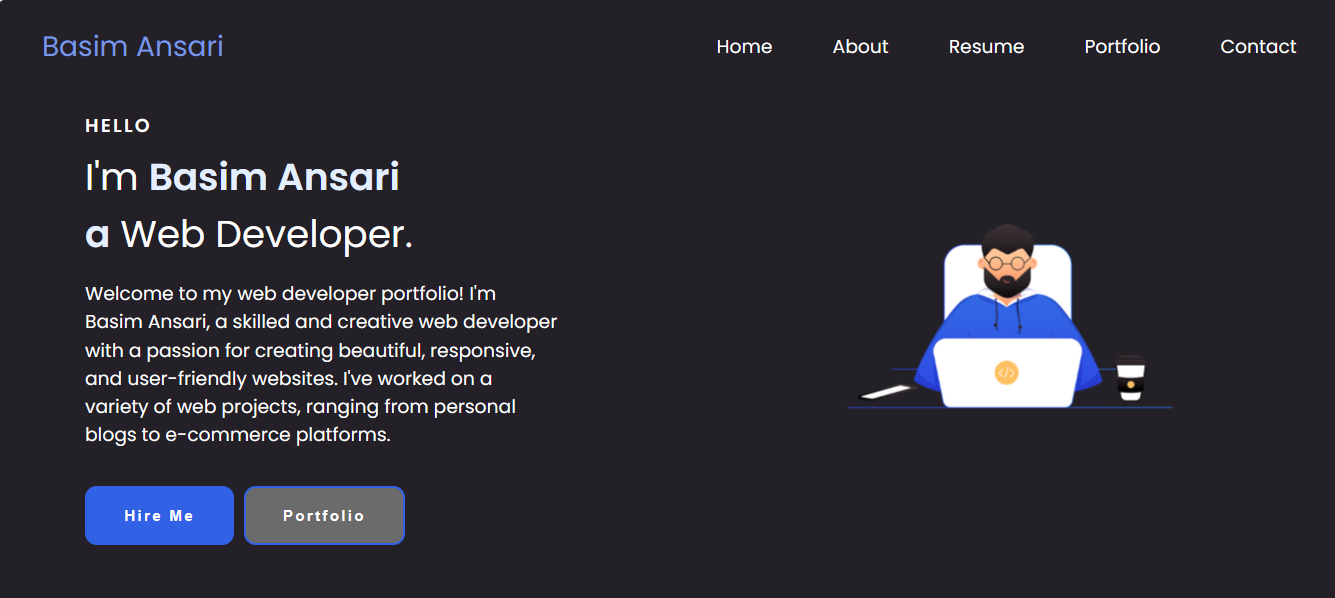 Basim Ansari
Home About Resume Portfolio Contact
HELLO
I'm Basim Ansari
a Web Developer.
Welcome to my web developer portfolio! I'm
Basim Ansari, a skilled and creative web developer
with a passion for creating beautiful, responsive,
and user-friendly websites. I've worked on a
variety of web projects, ranging from personal
blogs to e-commerce platforms.
</>
Hire Me Portfolio